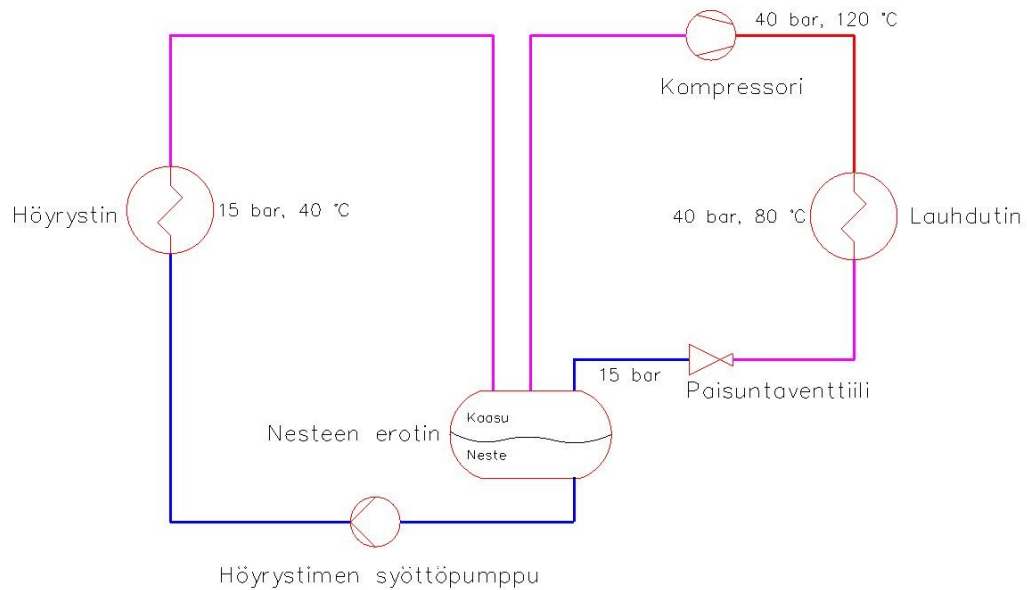 40 bar, 120 °C
Kompressori
Höyrystin
15 bar, 40 °C
40 bar, 80 °C
Lauhdutin
15 bar
Paisuntaventtiili
Nesteen erotin
Kaasu
Neste
Höyrystimen syöttöpumppu